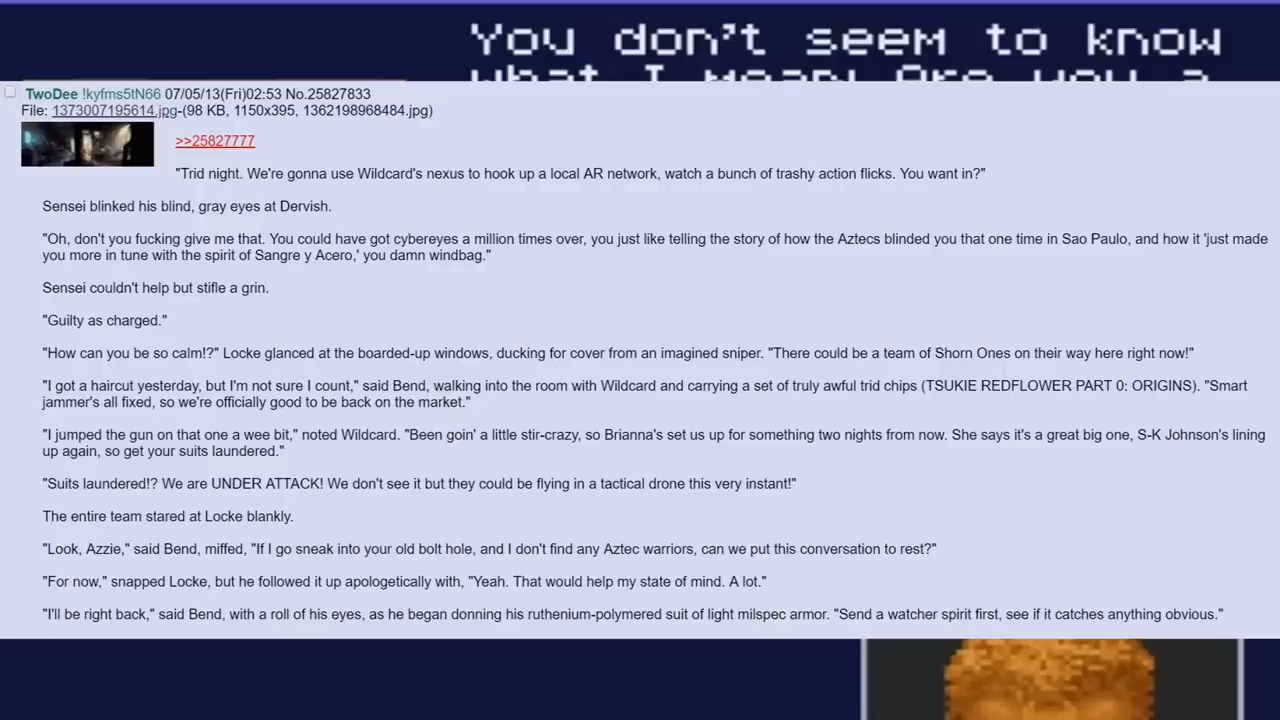 You don't seem to know
what I mean? Are you a
TwoDee !kyfms5tN66 07/05/13(Fri)02:53 No.25827833
File: 1373007195614.jpg-(98 KB, 1150x395, 1362198968484.jpg)
>>25827777
"Trid night. We're gonna use Wildcard's nexus to hook up a local AR network, watch a bunch of trashy action flicks. You want in?"
Sensei blinked his blind, gray eyes at Dervish.
"Oh, don't you fucking give me that. You could have got cybereyes a million times over, you just like telling the story of how the Aztecs blinded you that one time in Sao Paulo, and how it 'just made
you more in tune with the spirit of Sangre y Acero,' you damn windbag."
Sensei couldn't help but stifle a grin.
"Guilty as charged."
"How can you be so calm!?" Locke glanced at the boarded-up windows, ducking for cover from an imagined sniper. "There could be a team of Shorn Ones on their way here right now!"
"I got a haircut yesterday, but I'm not sure I count," said Bend, walking into the room with Wildcard and carrying a set of truly awful trid chips (TSUKIE REDFLOWER PART 0: ORIGINS). "Smart
jammer's all fixed, so we're officially good to be back on the market."
"I jumped the gun on that one a wee bit," noted Wildcard. "Been goin' a little stir-crazy, so Brianna's set us up for something two nights from now. She says it's a great big one, S-K Johnson's lining
up again, so get your suits laundered."
"Suits laundered!? We are UNDER ATTACK! We don't see it but they could be flying in a tactical drone this very instant!"
The entire team stared at Locke blankly.
"Look, Azzie," said Bend, miffed, "If I go sneak into your old bolt hole, and I don't find any Aztec warriors, can we put this conversation to rest?"
"For now," snapped Locke, but he followed it up apologetically with, "Yeah. That would help my state of mind. A lot."
"I'll be right back," said Bend, with a roll of his eyes, as he began donning his ruthenium-polymered suit of light milspec armor. "Send a watcher spirit first, see if it catches anything obvious."